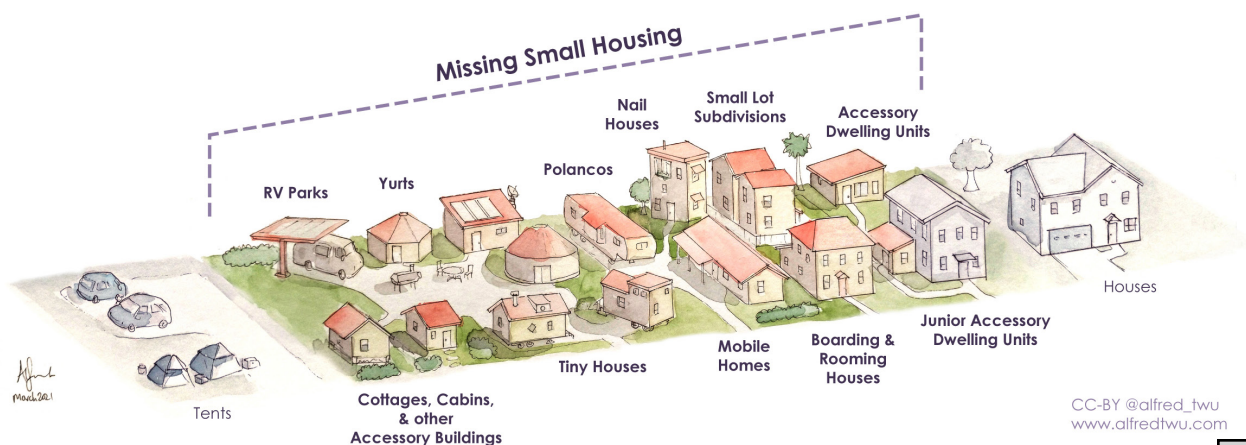 Missing Small Housing
RV Parks
Yurts
Polancos
Nail
Houses
Small Lot
Subdivisions
Accessory
Dwelling Units
Tents
Cottages, Cabins,
& other
Accessory Buildings
Tiny Houses
Mobile
Homes
Boarding &
Rooming
Houses
Junior Accessory
Dwelling Units
Houses
March 2021
CC-BY @alfred_twu
www.alfredtwu.com